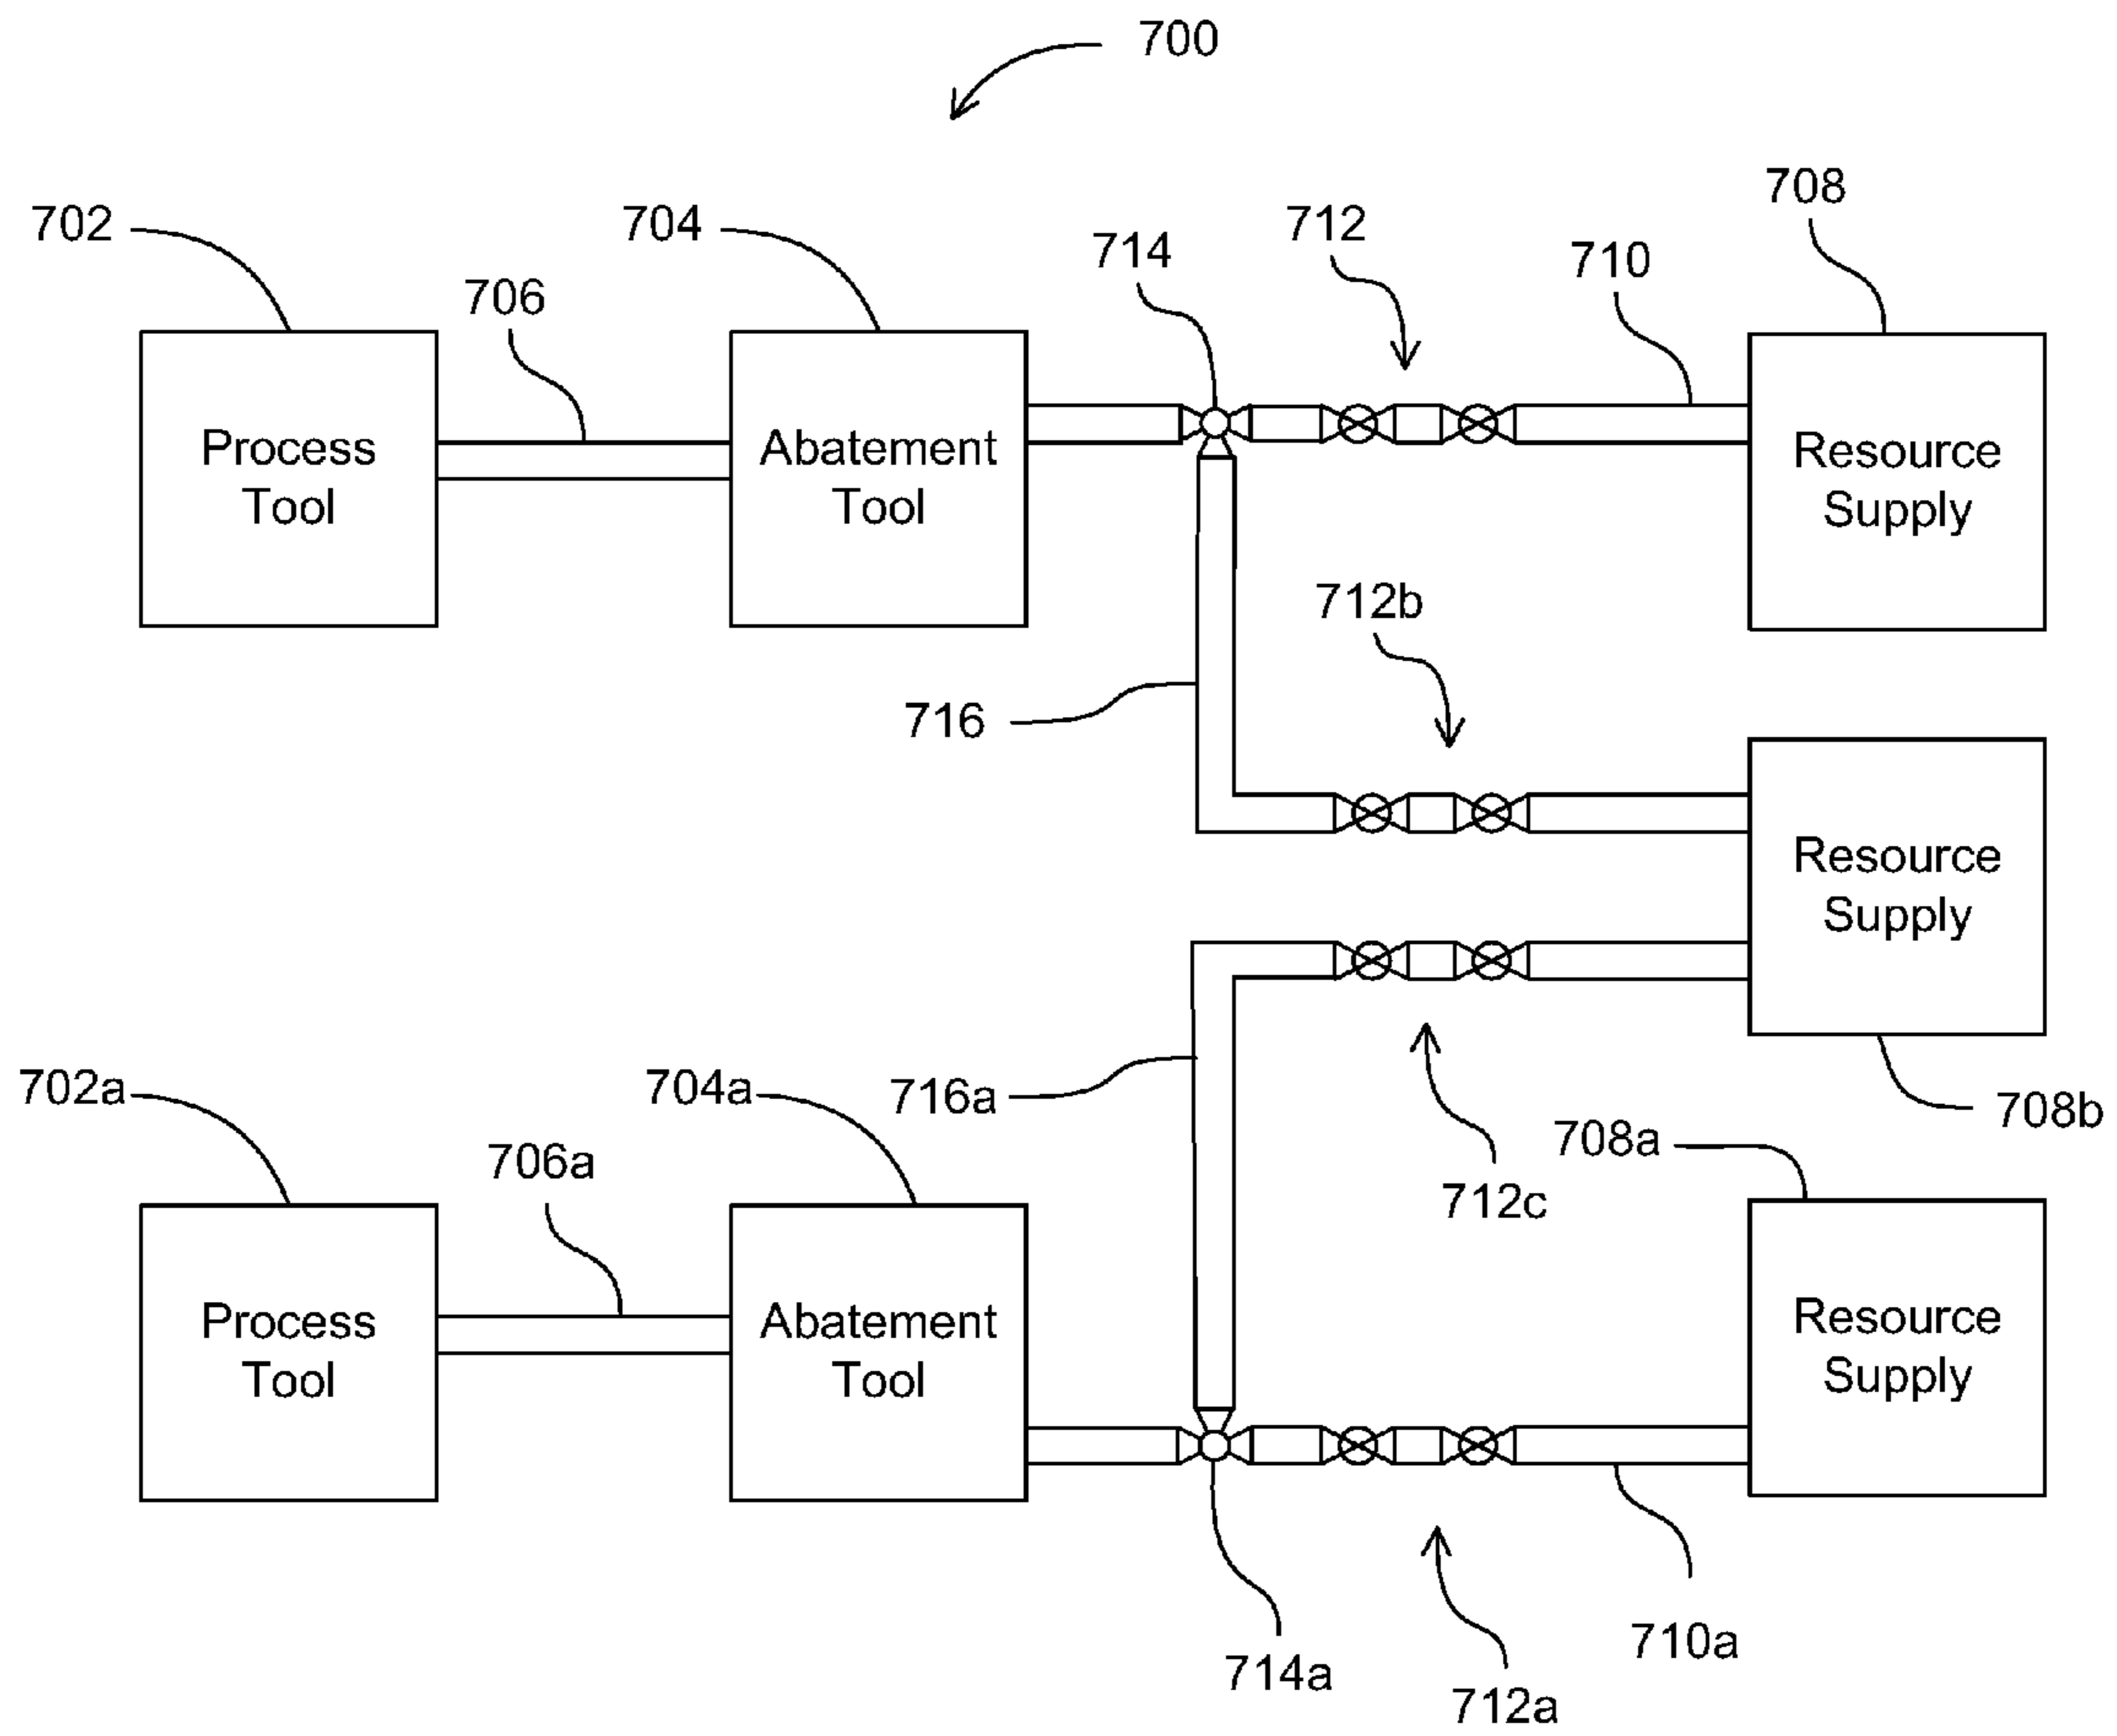 700
708
702
704
712
714
710
706
Process
Tool
Abatement
Tool
Resource
Supply
712b
716
Resource
Supply
702a
704a
716a
708b
708a
706a
712c
Process
Tool
Abatement
Tool
Resource
Supply
710a
714a
712a